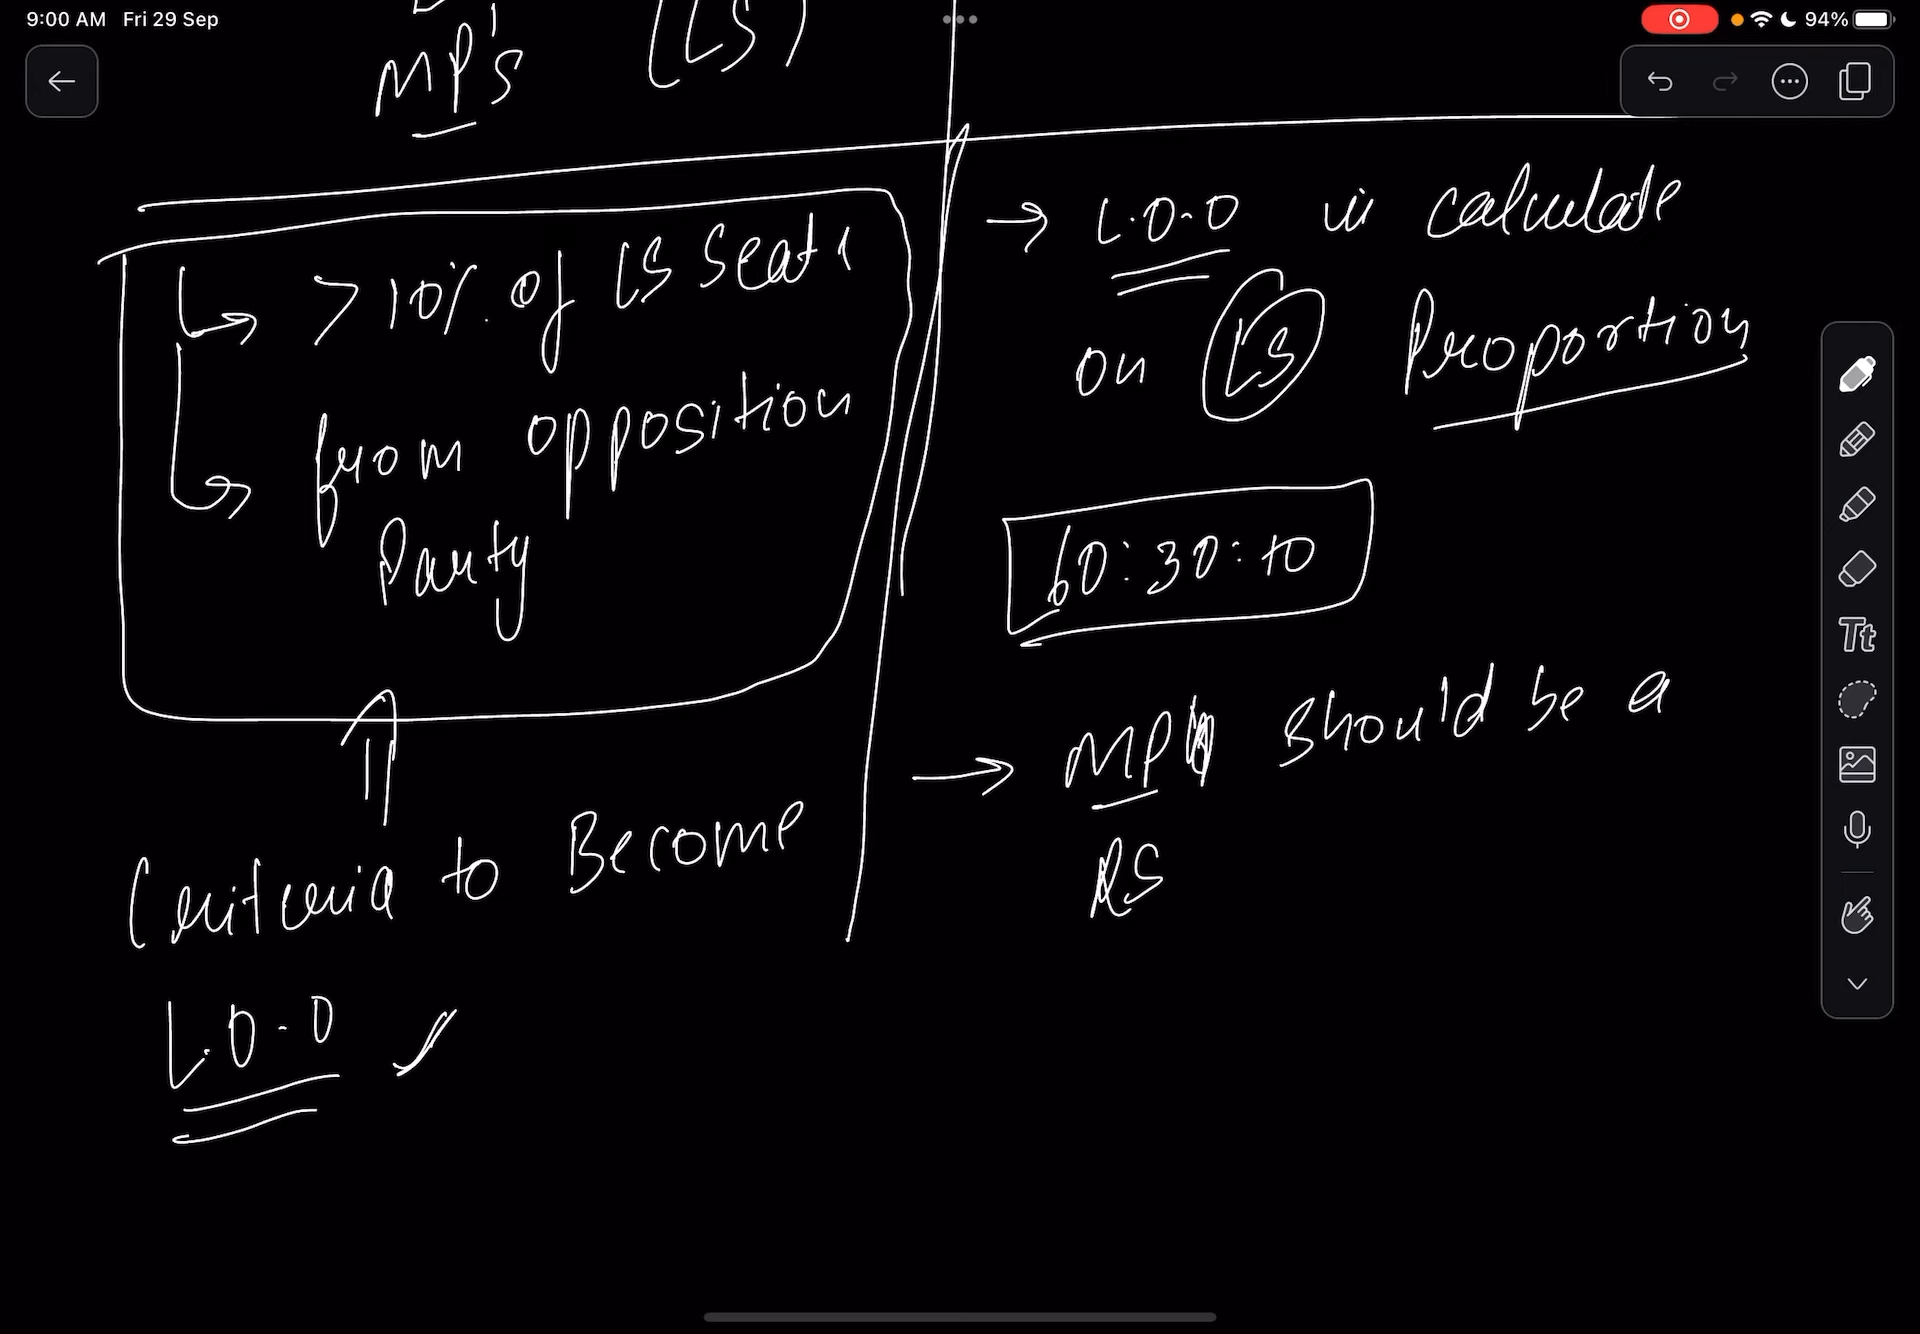 9:00 AM Fri 29 Sep
94%
MP's (LS)
> 10%. of LS Seats
from opposition
Party
Criteria to Become
L.O.O
→ L.O.O is calculate
on LS Proportion
60:30:10
→ MP should be a
RS
Tt